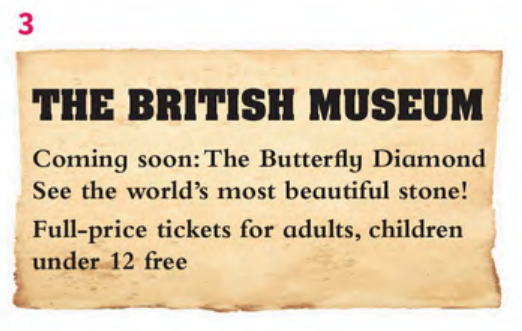 3
THE BRITISH MUSEUM
Coming soon: The Butterfly Diamond
See the world's most beautiful stone!
Full-price tickets for adults, children
under 12 free